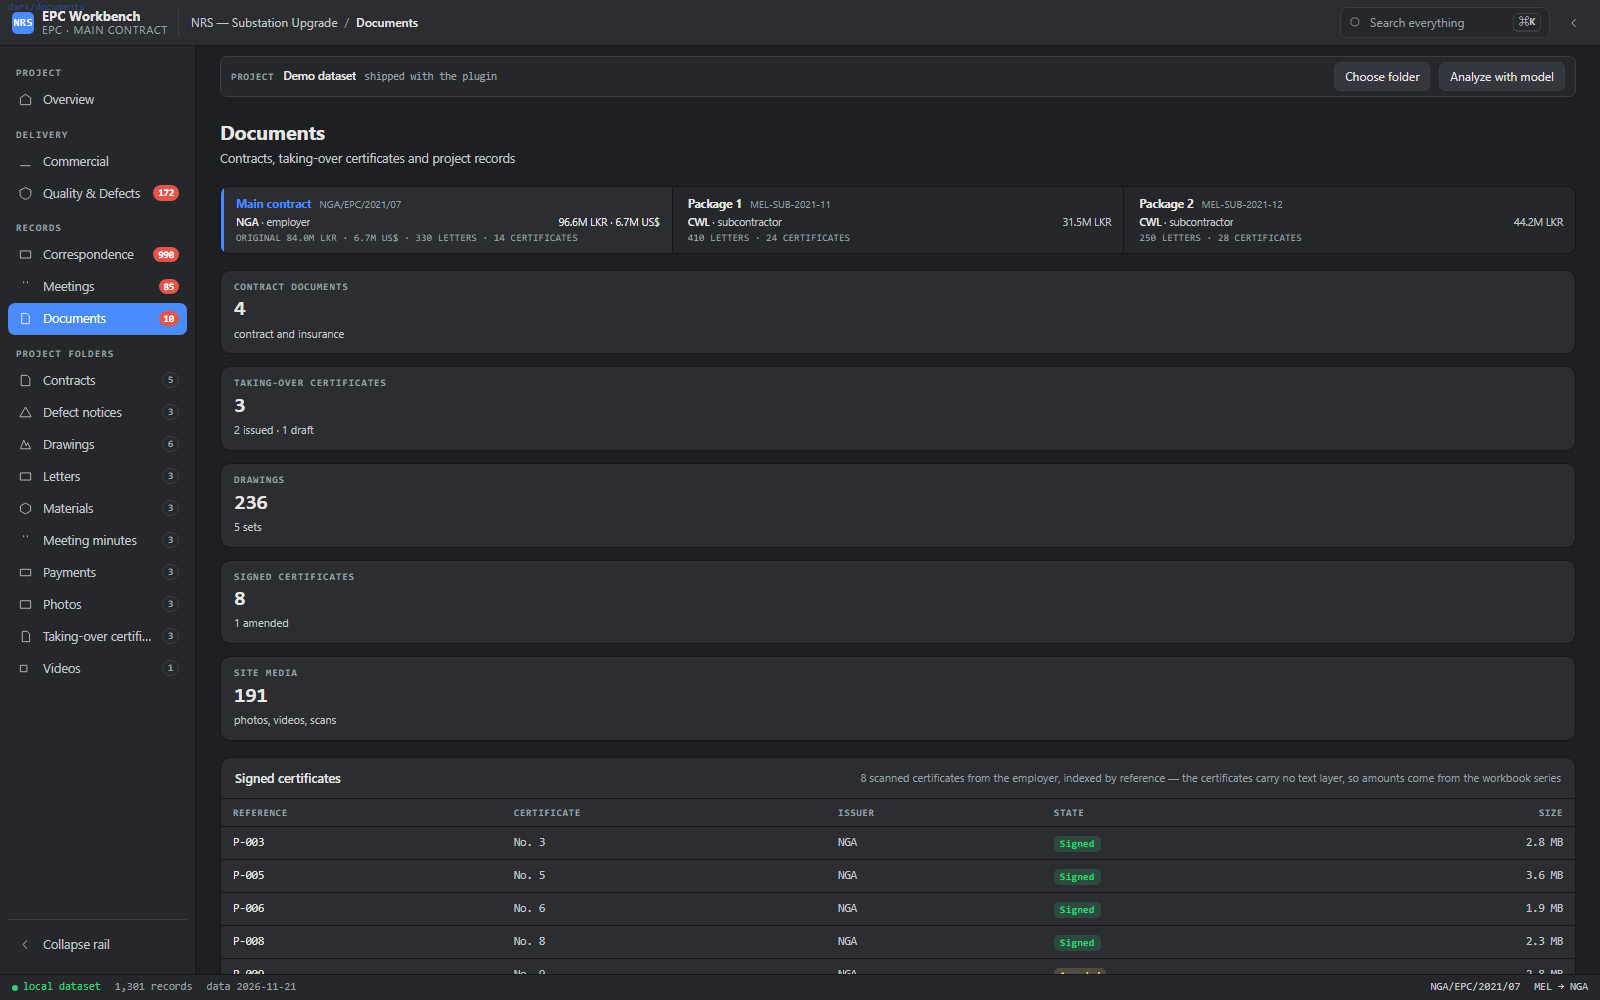 dark/documents
NRS
EPC Workbench
EPC · MAIN CONTRACT
NRS — Substation Upgrade / Documents
Search everything
⌘K
PROJECT
Overview
DELIVERY
Commercial
Quality & Defects 172
RECORDS
Correspondence 990
Meetings 85
Documents 10
PROJECT FOLDERS
Contracts 5
Defect notices 3
Drawings 6
Letters 3
Materials 3
Meeting minutes 3
Payments 3
Photos 3
Taking-over certifi... 3
Videos 1
Collapse rail
PROJECT Demo dataset shipped with the plugin
Choose folder
Analyze with model
Documents
Contracts, taking-over certificates and project records
Main contract NGA/EPC/2021/07
NGA · employer 96.6M LKR · 6.7M US$
ORIGINAL 84.0M LKR · 6.7M US$ · 330 LETTERS · 14 CERTIFICATES
Package 1 MEL-SUB-2021-11
CWL · subcontractor 31.5M LKR
410 LETTERS · 24 CERTIFICATES
Package 2 MEL-SUB-2021-12
CWL · subcontractor 44.2M LKR
250 LETTERS · 28 CERTIFICATES
CONTRACT DOCUMENTS
4
contract and insurance
TAKING-OVER CERTIFICATES
3
2 issued · 1 draft
DRAWINGS
236
5 sets
SIGNED CERTIFICATES
8
1 amended
SITE MEDIA
191
photos, videos, scans
Signed certificates
8 scanned certificates from the employer, indexed by reference — the certificates carry no text layer, so amounts come from the workbook series
REFERENCE CERTIFICATE ISSUER STATE SIZE
P-003 No. 3 NGA Signed 2.8 MB
P-005 No. 5 NGA Signed 3.6 MB
P-006 No. 6 NGA Signed 1.9 MB
P-008 No. 8 NGA Signed 2.3 MB
P-009 No. 9 NGA 2.8 MB
local dataset 1,301 records data 2026-11-21
NGA/EPC/2021/07 MEL → NGA